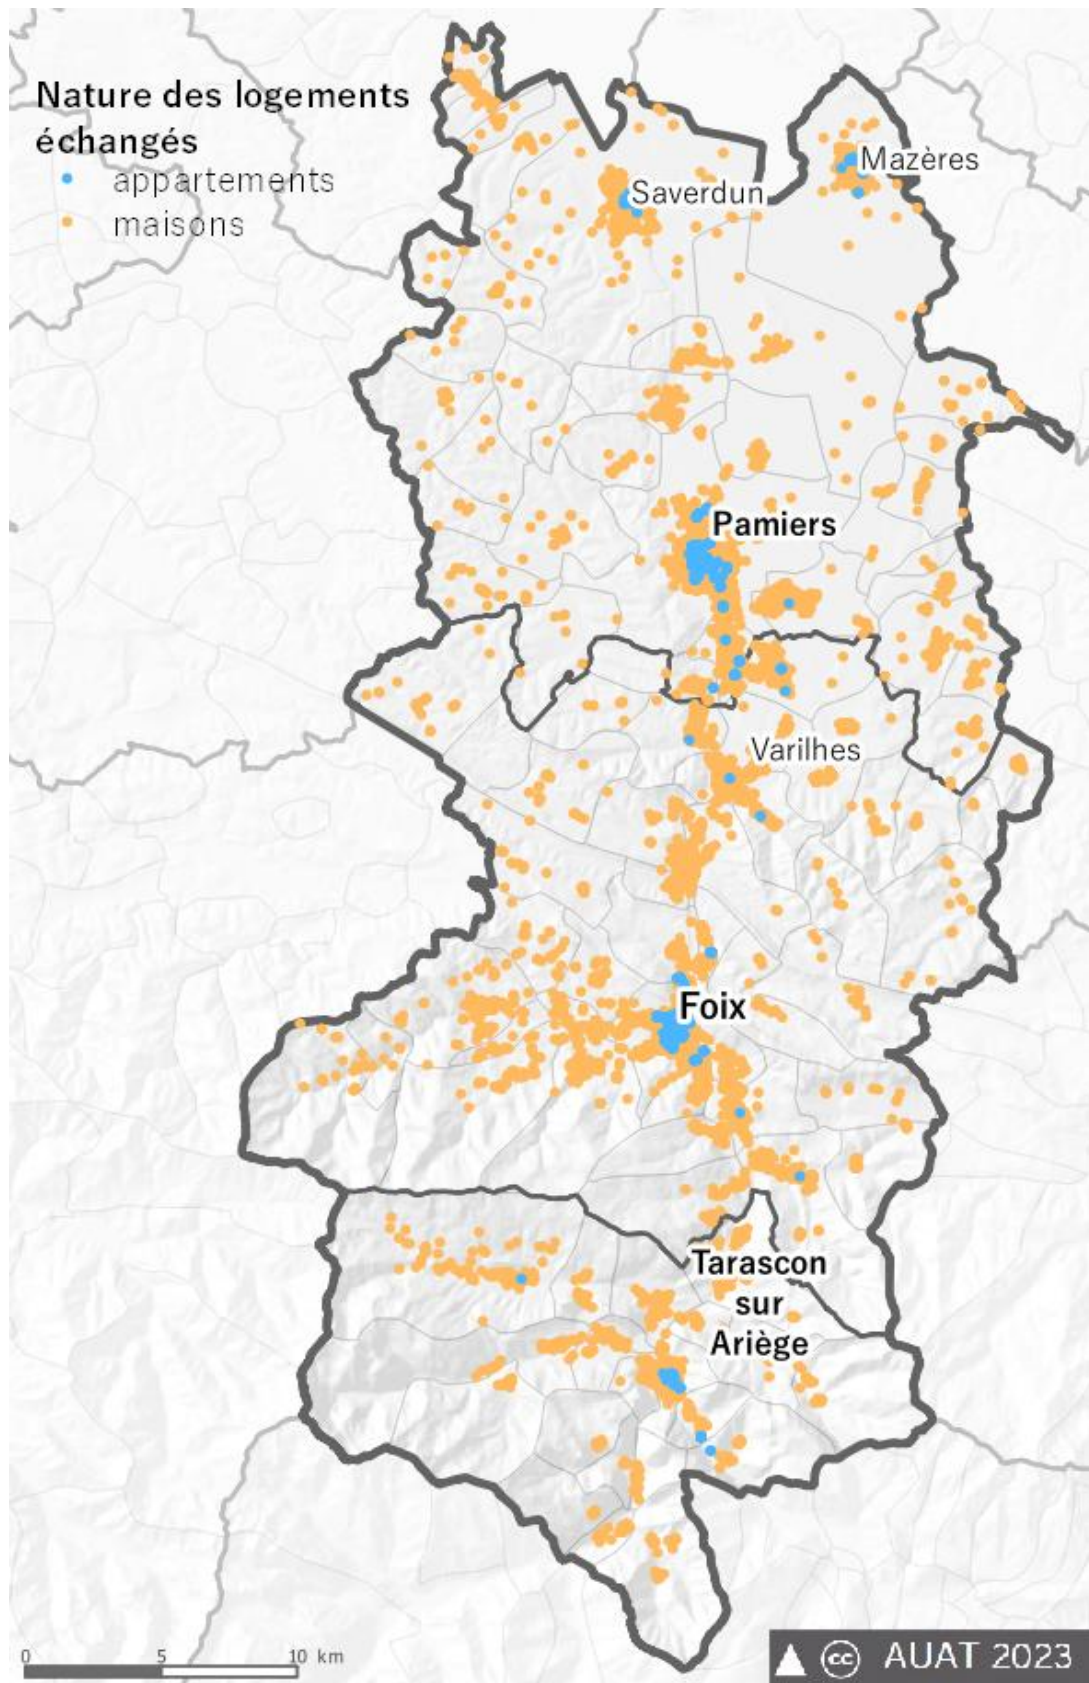 Nature des logements
échangés
appartements
maisons
Mazères
Saverdun
Pamiers
Varilhes
Foix
Tarascon
sur
Ariège
0 5 10 km
cc AUAT 2023